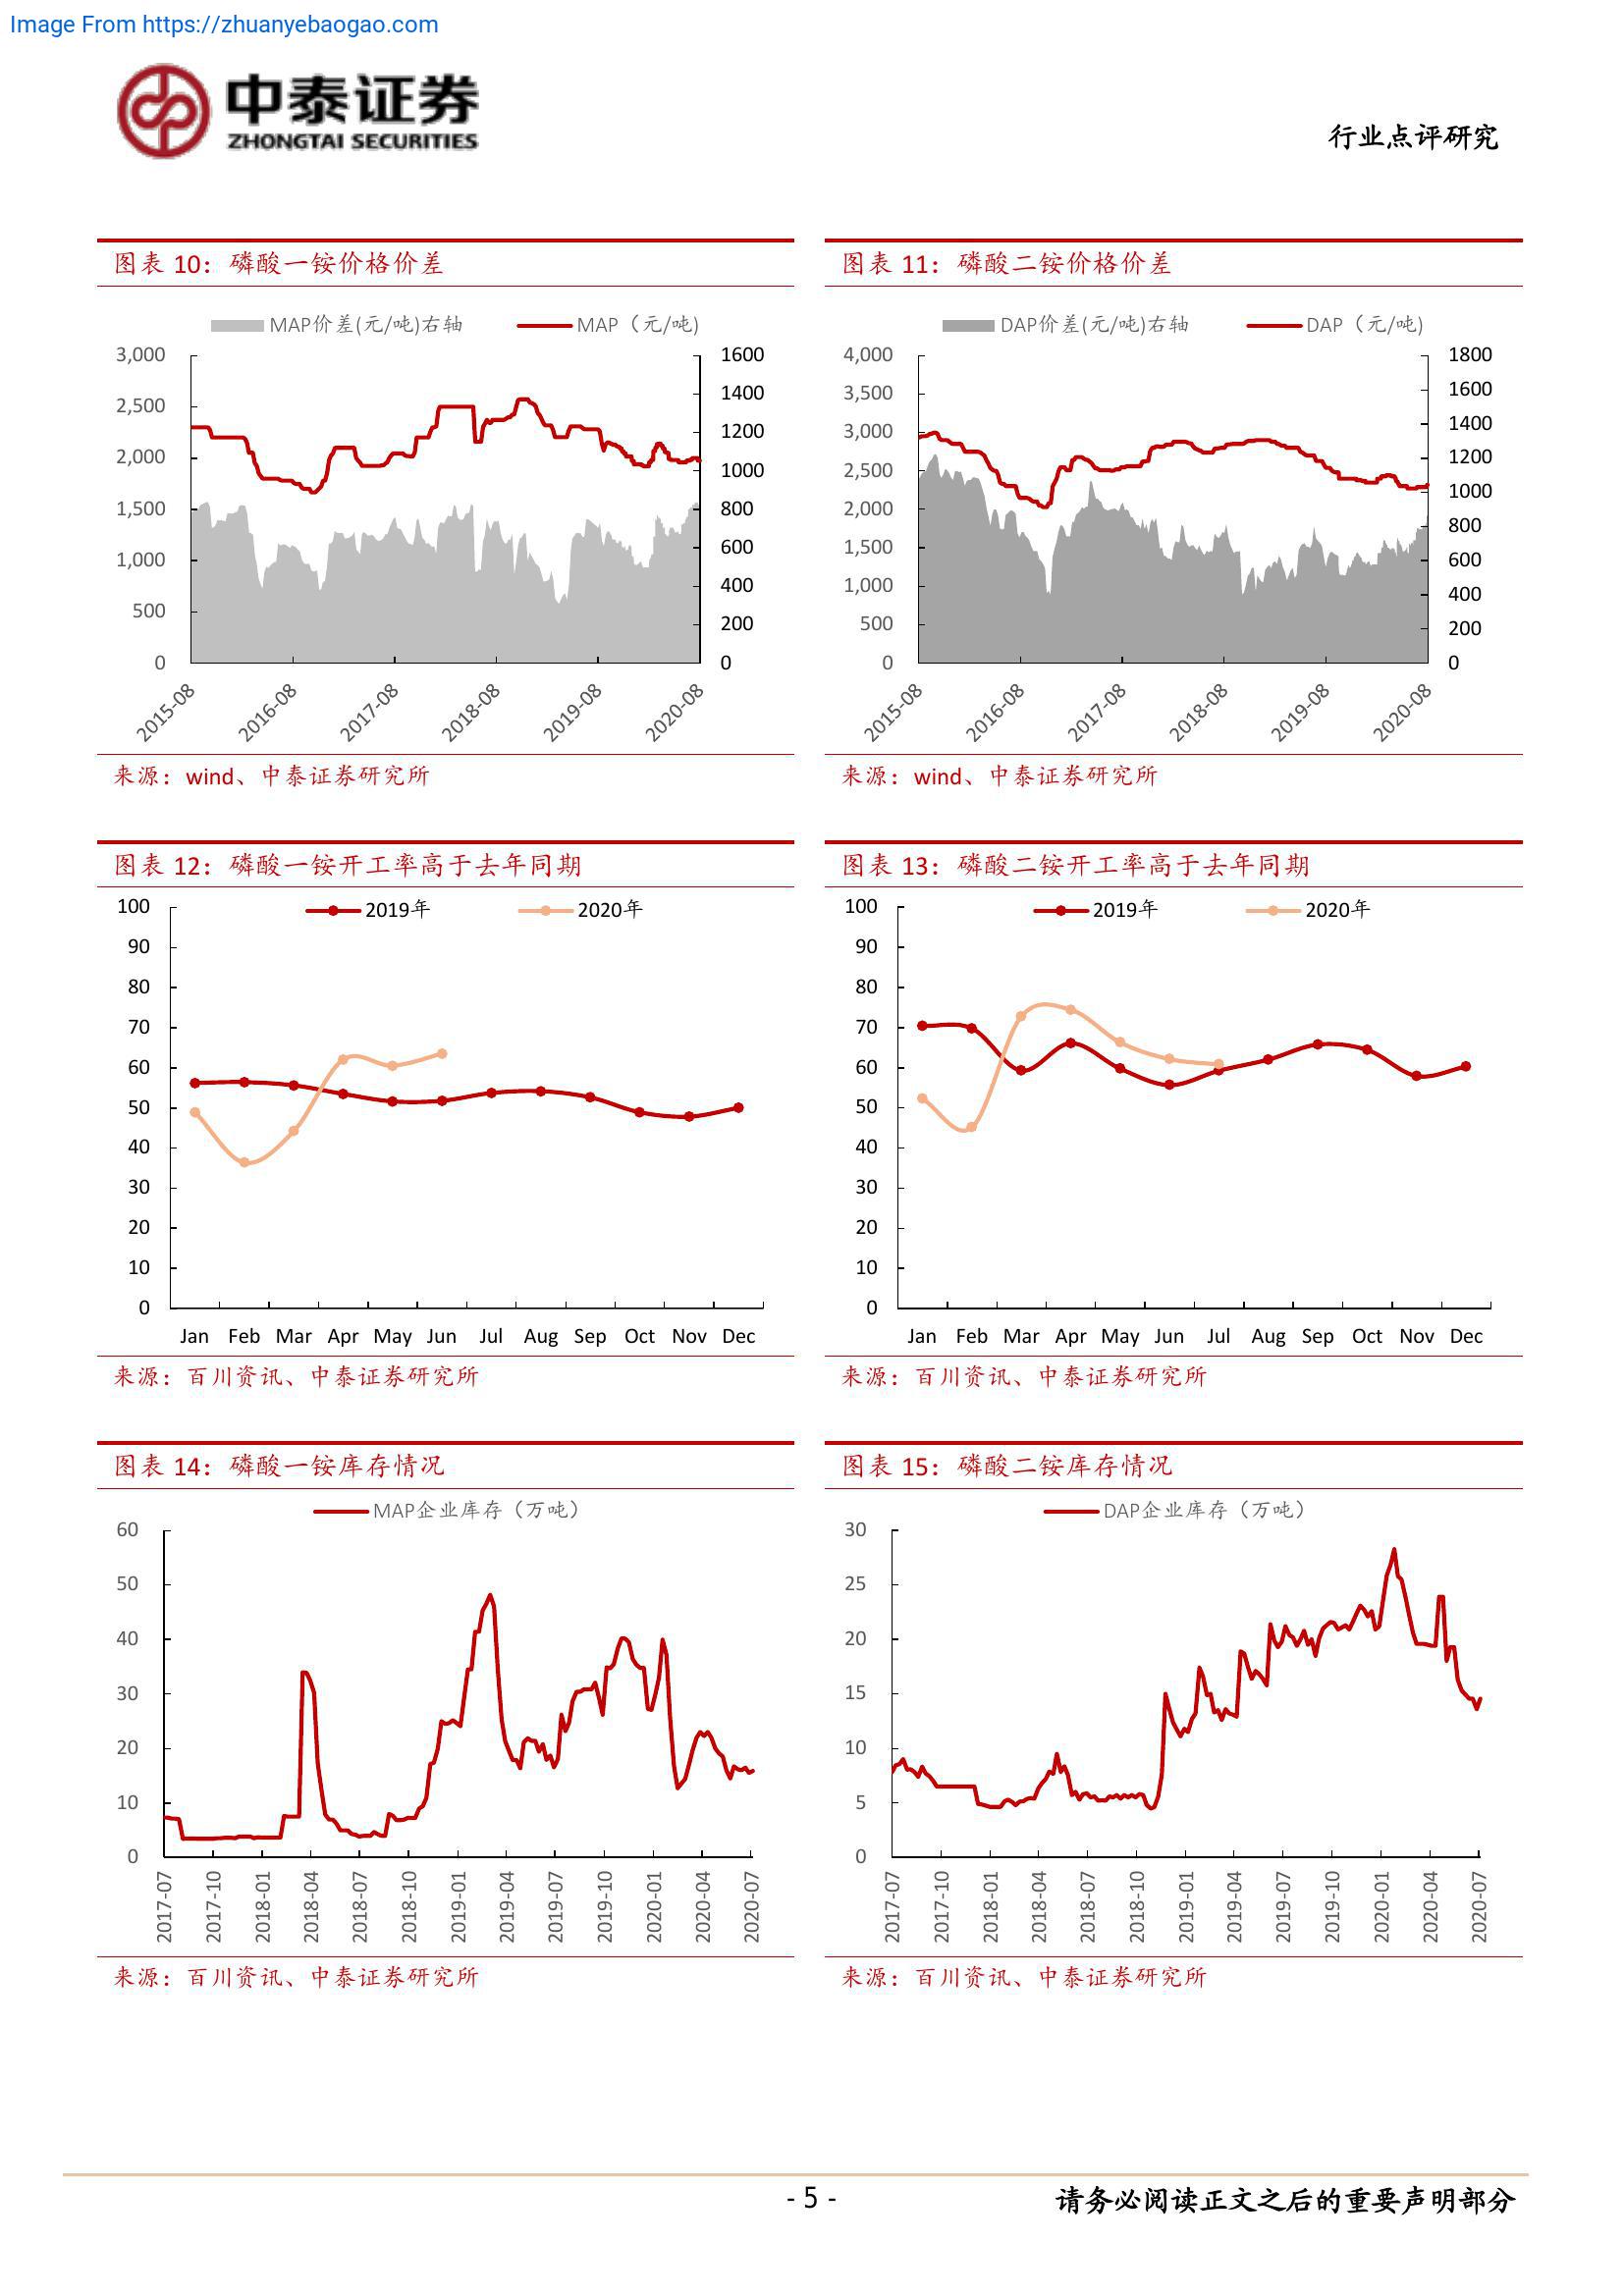 Image From https://zhuanyebaogao.com
中泰证券
ZHONGTAI SECURITIES
行业点评研究
图表 10：磷酸一铵价格价差
MAP价差(元/吨)右轴 MAP（元/吨)
3,000
2,500
2,000
1,500
1,000
500
0
1600
1400
1200
1000
800
600
400
200
0
2015-08 2016-08 2017-08 2018-08 2019-08 2020-08
来源：wind、中泰证券研究所
图表 11：磷酸二铵价格价差
DAP价差(元/吨)右轴 DAP（元/吨)
4,000
3,500
3,000
2,500
2,000
1,500
1,000
500
0
1800
1600
1400
1200
1000
800
600
400
200
0
2015-08 2016-08 2017-08 2018-08 2019-08 2020-08
来源：wind、中泰证券研究所
图表 12：磷酸一铵开工率高于去年同期
2019年 2020年
100
90
80
70
60
50
40
30
20
10
0
Jan Feb Mar Apr May Jun Jul Aug Sep Oct Nov Dec
来源：百川资讯、中泰证券研究所
图表 13：磷酸二铵开工率高于去年同期
2019年 2020年
100
90
80
70
60
50
40
30
20
10
0
Jan Feb Mar Apr May Jun Jul Aug Sep Oct Nov Dec
来源：百川资讯、中泰证券研究所
图表 14：磷酸一铵库存情况
MAP企业库存（万吨）
60
50
40
30
20
10
0
2017-07 2017-10 2018-01 2018-04 2018-07 2018-10 2019-01 2019-04 2019-07 2019-10 2020-01 2020-04 2020-07
来源：百川资讯、中泰证券研究所
图表 15：磷酸二铵库存情况
DAP企业库存（万吨）
30
25
20
15
10
5
0
2017-07 2017-10 2018-01 2018-04 2018-07 2018-10 2019-01 2019-04 2019-07 2019-10 2020-01 2020-04 2020-07
来源：百川资讯、中泰证券研究所
- 5 -
请务必阅读正文之后的重要声明部分